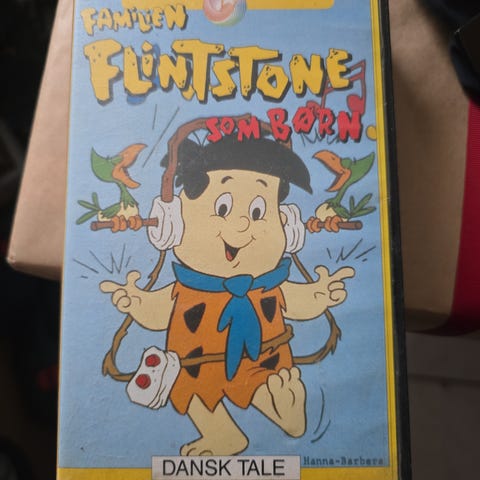 FAMILIEN
FLINTSTONE
SOM BØRN
DANSK TALE
Hanna-Barbera